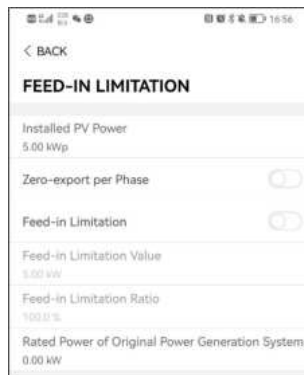 16:56
< BACK
FEED-IN LIMITATION
Installed PV Power
5.00 kWp
Zero-export per Phase
Feed-in Limitation
Feed-in Limitation Value
5.00 kW
Feed-in Limitation Ratio
100.0 %
Rated Power of Original Power Generation System
0.00 kW